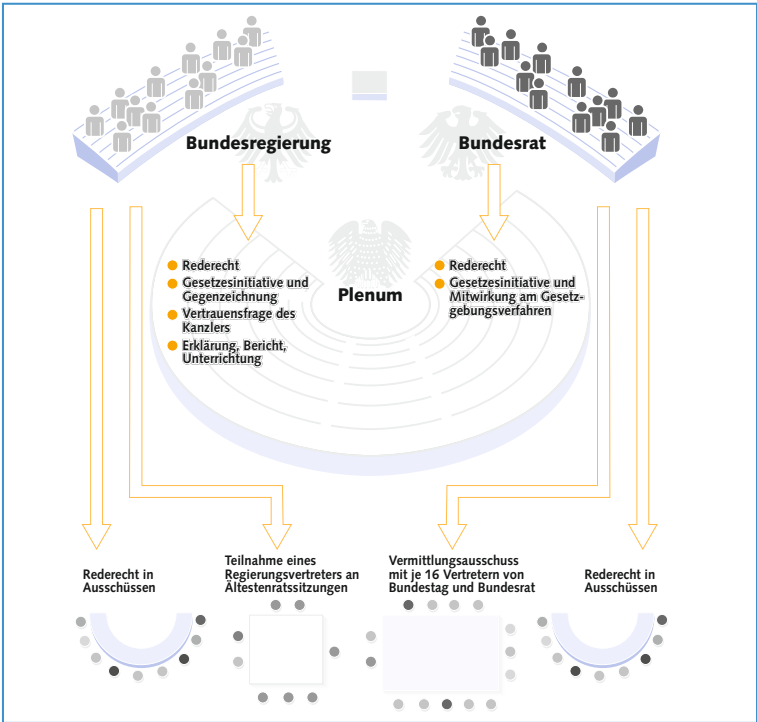 Bundesregierung
Bundesrat
Rederecht
Gesetzesinitiative und
Gegenzeichnung
Vertrauensfrage des
Kanzlers
Erklärung, Bericht,
Unterrichtung
Plenum
Rederecht
Gesetzesinitiative und
Mitwirkung am Gesetz-
gebungsverfahren
Rederecht in
Ausschüssen
Teilnahme eines
Regierungsvertreters an
Ältestenratssitzungen
Vermittlungsausschuss
mit je 16 Vertretern von
Bundestag und Bundesrat
Rederecht in
Ausschüssen